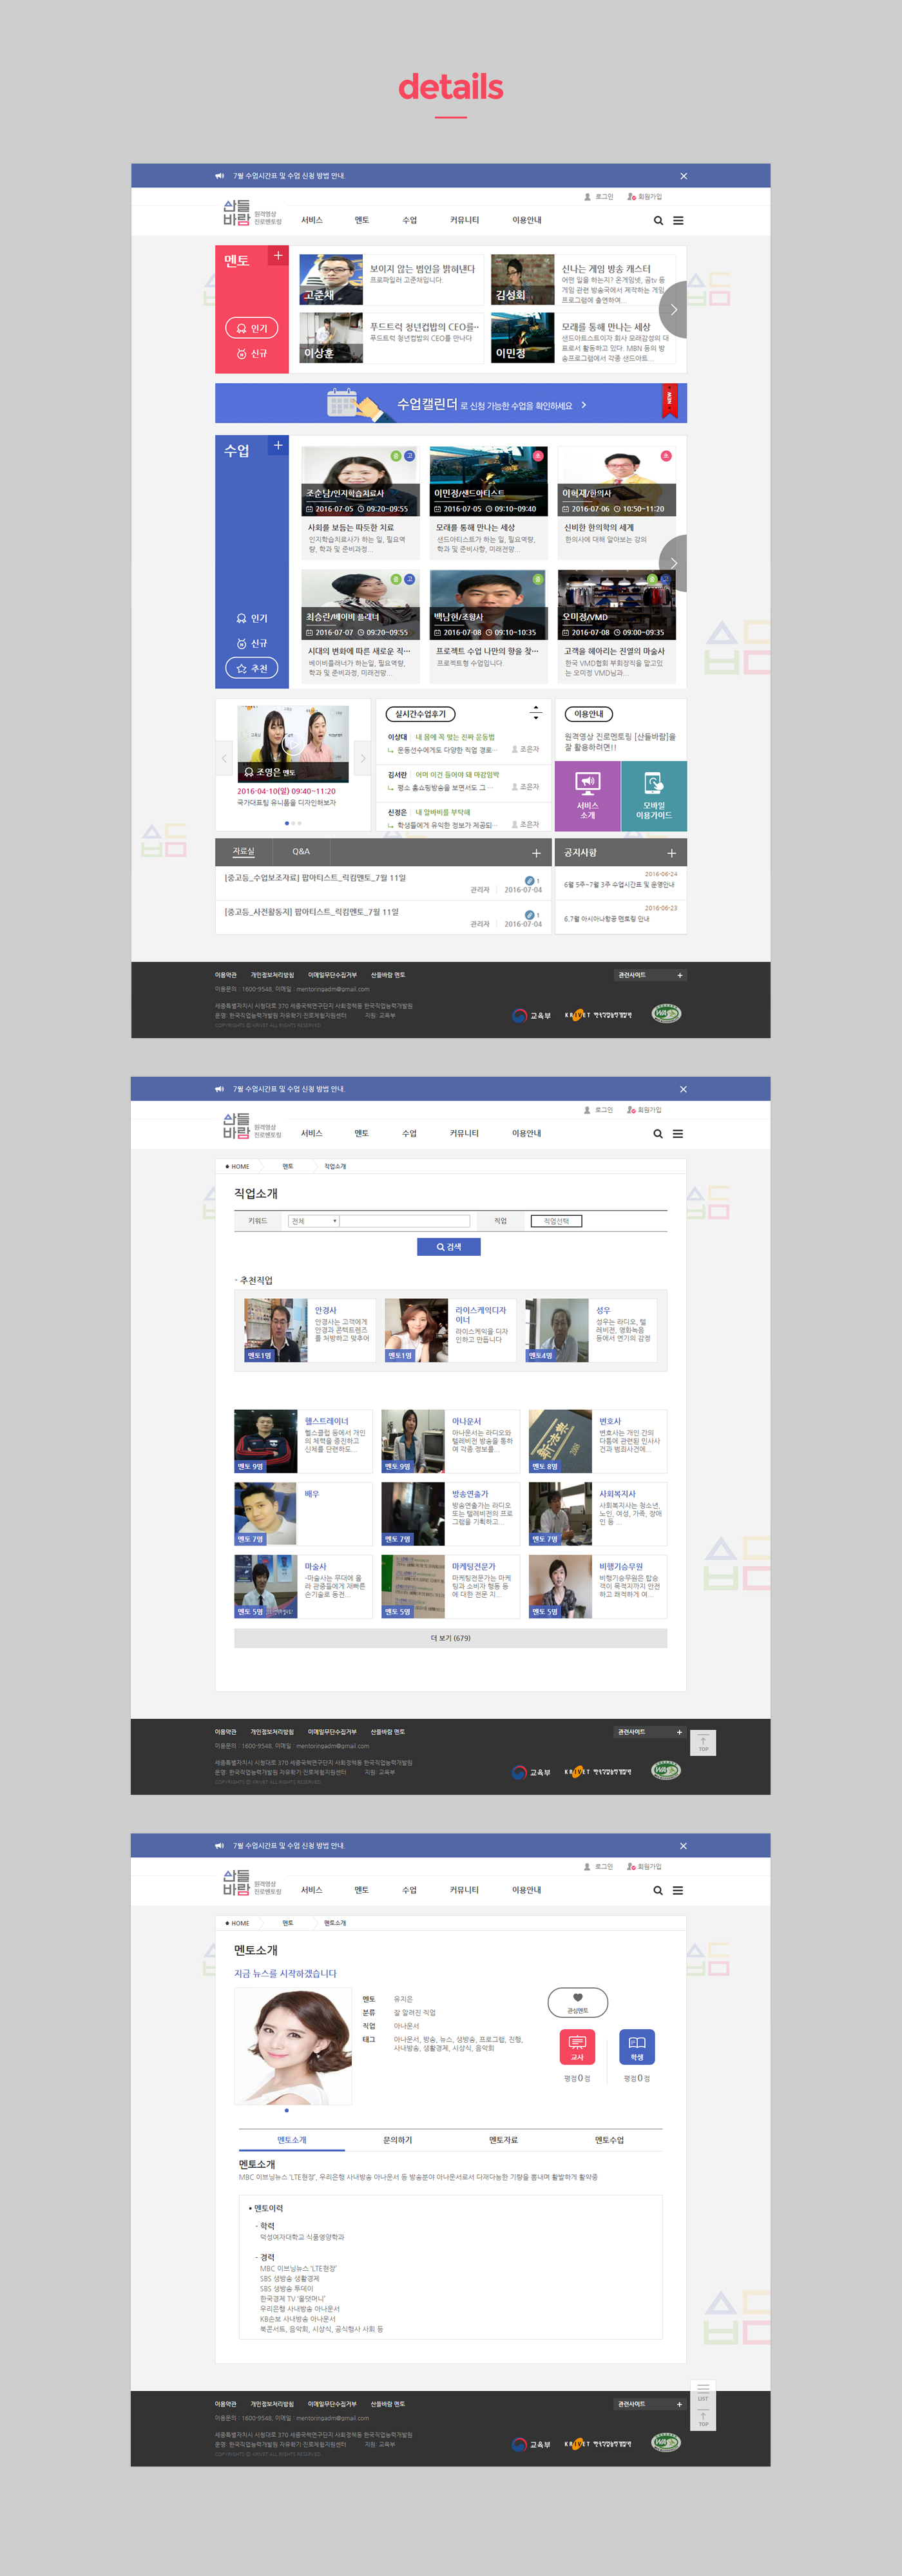 details
7월 수업시간표 및 수업 신청 방법 안내.
로그인 회원가입
산들바람 원격영상 진로멘토링
서비스 멘토 수업 커뮤니티 이용안내
멘토
인기
신규
고준채
보이지 않는 범인을 밝혀낸다
프로파일러 고준채입니다.
김성회
신나는 게임 방송 캐스터
어떤 일을 하는지? 온게임넷, 곰tv 등
게임 관련 방송국에서 제작하는 게임
프로그램에 출연하여...
이상훈
푸드트럭 청년컵밥의 CEO를...
푸드트럭 청년컵밥의 CEO를 만나다
이민정
모래를 통해 만나는 세상
샌드아티스트이자 회사 모래감성의 대
표로서 활동하고 있다. MBN 등의 방
송프로그램에서 각종 샌드아트...
수업캘린더 로 신청 가능한 수업을 확인하세요
NEW
수업
인기
신규
추천
중 고
조순남/인지학습치료사
2016-07-05 09:20~09:55
사회를 보듬는 따듯한 치료
인지학습치료사가 하는 일, 필요역
량, 학과 및 준비과정...
초
이민정/샌드아티스트
2016-07-05 09:10~09:40
모래를 통해 만나는 세상
샌드아티스트가 하는 일, 필요역량,
학과 및 준비사항, 미래전망...
초
이혁재/한의사
2016-07-06 10:50~11:20
신비한 한의학의 세계
한의사에 대해 알아보는 강의
중 고
최승란/베이비 플래너
2016-07-07 09:20~09:55
시대의 변화에 따른 새로운 직...
베이비플래너가 하는일, 필요역량,
학과 및 준비과정, 미래전망...
중
백남현/조향사
2016-07-08 09:10~10:35
프로젝트 수업 나만의 향을 찾...
프로젝트형 수업입니다.
중 고
오미정/VMD
2016-07-08 09:00~09:35
고객을 헤아리는 진열의 마술사
한국 VMD협회 부회장직을 맡고있
는 오미정 VMD님과...
조영은 멘토
2016-04-10(일) 09:40~11:20
국가대표팀 유니폼을 디자인해보자
실시간수업후기
이상대 내 몸에 꼭 맞는 진짜 운동법
운동선수에게도 다양한 직업 경로... 조은자
김서란 어머 이건 들어야 돼 마감임박
평소 홈쇼핑방송을 보면서도 그 ... 조은자
신정은 내 알바비를 부탁해
학생들에게 유익한 정보가 제공되... 조은자
이용안내
원격영상 진로멘토링 [산들바람]을
잘 활용하려면!!
서비스
소개
모바일
이용가이드
자료실 Q&A
[중고등_수업보조자료] 팝아티스트_릭킴멘토_7월 11일
1
관리자 2016-07-04
[중고등_사전활동지] 팝아티스트_릭킴멘토_7월 11일
1
관리자 2016-07-04
공지사항
2016-06-24
6월 5주~7월 3주 수업시간표 및 운영안내
2016-06-23
6,7월 아시아나항공 멘토링 안내
이용약관 개인정보처리방침 이메일무단수집거부 산들바람 멘토
관련사이트
이용문의 : 1600-9548, 이메일 : mentoringadm@gmail.com
세종특별자치시 시청대로 370 세종국책연구단지 사회정책동 한국직업능력개발원
운영: 한국직업능력개발원 자유학기·진로체험지원센터 지원: 교육부
COPYRIGHTS ⓒ KRIVET ALL RIGHTS RESERVED.
교육부 KRIVET 한국직업능력개발원 WA
7월 수업시간표 및 수업 신청 방법 안내.
로그인 회원가입
산들바람 원격영상 진로멘토링
서비스 멘토 수업 커뮤니티 이용안내
HOME 멘토 직업소개
직업소개
키워드 전체 직업 직업선택
검색
- 추천직업
멘토1명
안경사
안경사는 고객에게
안경과 콘택트렌즈
를 처방하고 맞추어
멘토1명
라이스케익디자
이너
라이스케익을 디자
인하고 만듭니다
멘토4명
성우
성우는 라디오, 텔
레비전, 영화녹음
등에서 연기의 감정
멘토 9명
헬스트레이너
헬스클럽 등에서 개인
의 체력을 증진하고
신체를 단련하도...
멘토 9명
아나운서
아나운서는 라디오와
텔레비전 방송을 통하
여 각종 정보를...
멘토 8명
변호사
변호사는 개인 간의
다툼에 관련된 민사사
건과 범죄사건에...
멘토 7명
배우
멘토 7명
방송연출가
방송연출가는 라디오
또는 텔레비전의 프로
그램을 기획하고...
멘토 7명
사회복지사
사회복지사는 청소년,
노인, 여성, 가족, 장애
인 등 ...
멘토 5명
마술사
-마술사는 무대에 올
라 관중들에게 재빠른
손기술로 동전...
멘토 5명
마케팅전문가
마케팅전문가는 마케
팅과 소비자 행동 등
에 대한 전문 지...
멘토 5명
비행기승무원
비행기승무원은 탑승
객이 목적지까지 안전
하고 쾌적하게 여...
더 보기 (679)
이용약관 개인정보처리방침 이메일무단수집거부 산들바람 멘토
관련사이트
TOP
이용문의 : 1600-9548, 이메일 : mentoringadm@gmail.com
세종특별자치시 시청대로 370 세종국책연구단지 사회정책동 한국직업능력개발원
운영: 한국직업능력개발원 자유학기·진로체험지원센터 지원: 교육부
COPYRIGHTS ⓒ KRIVET ALL RIGHTS RESERVED.
교육부 KRIVET 한국직업능력개발원 WA
7월 수업시간표 및 수업 신청 방법 안내.
로그인 회원가입
산들바람 원격영상 진로멘토링
서비스 멘토 수업 커뮤니티 이용안내
HOME 멘토 멘토소개
멘토소개
지금 뉴스를 시작하겠습니다
멘토 유지은
분류 잘 알려진 직업
직업 아나운서
태그 아나운서, 방송, 뉴스, 생방송, 프로그램, 진행,
사내방송, 생활경제, 시상식, 음악회
관심멘토
교사
학생
평점0점 평점0점
멘토소개 문의하기 멘토자료 멘토수업
멘토소개
MBC 이브닝뉴스 'LTE현장', 우리은행 사내방송 아나운서 등 방송분야 아나운서로서 다재다능한 기량을 뽐내며 활발하게 활약중
• 멘토이력
- 학력
덕성여자대학교 식품영양학과
- 경력
MBC 이브닝뉴스 'LTE현장'
SBS 생방송 생활경제
SBS 생방송 투데이
한국경제 TV '올댓머니'
우리은행 사내방송 아나운서
KB손보 사내방송 아나운서
북콘서트, 음악회, 시상식, 공식행사 사회 등
LIST
TOP
이용약관 개인정보처리방침 이메일무단수집거부 산들바람 멘토
관련사이트
이용문의 : 1600-9548, 이메일 : mentoringadm@gmail.com
세종특별자치시 시청대로 370 세종국책연구단지 사회정책동 한국직업능력개발원
운영: 한국직업능력개발원 자유학기·진로체험지원센터 지원: 교육부
COPYRIGHTS ⓒ KRIVET ALL RIGHTS RESERVED.
교육부 KRIVET 한국직업능력개발원 WA